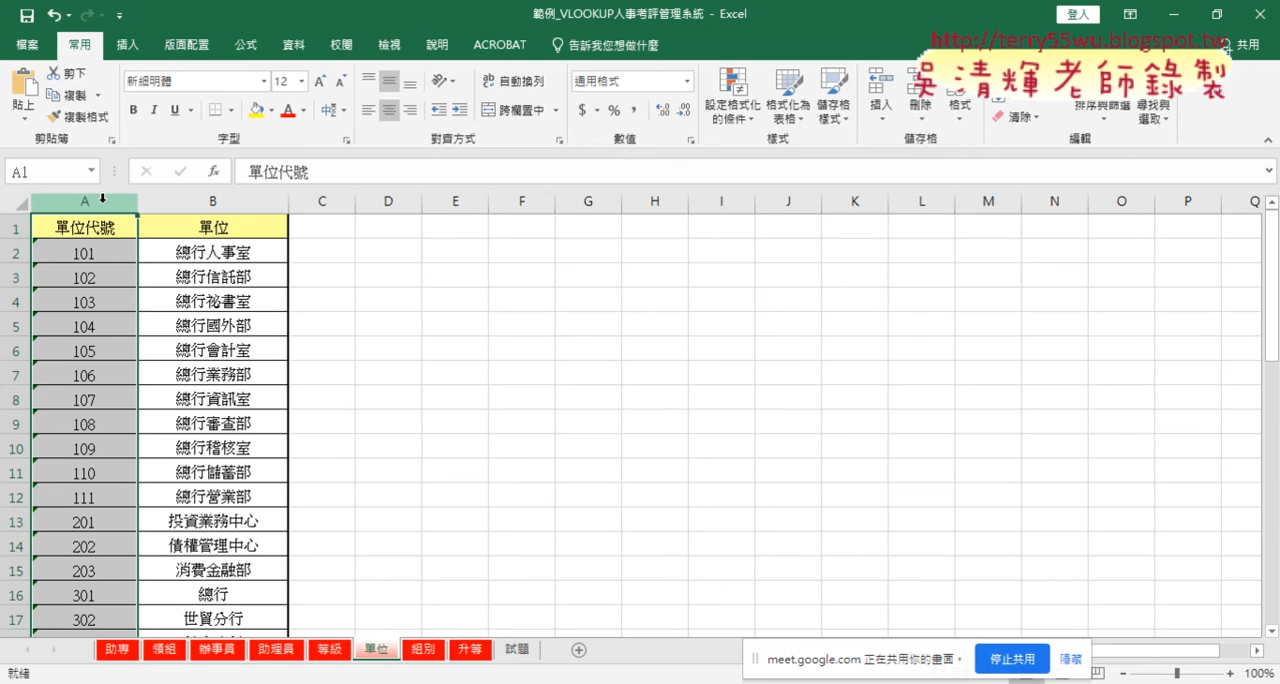 範例_VLOOKUP人事考評管理系統 - Excel
登入
檔案 常用 插入 版面配置 公式 資料 校閱 檢視 說明 ACROBAT 告訴我您想做什麼 共用
http://terry55wu.blogspot.tw
吳清輝老師錄製
貼上 剪下 複製 複製格式 剪貼簿
新細明體 12 B I U 字型
自動換列 跨欄置中 對齊方式
通用格式 $ % , 數值
設定格式化的條件 格式化為表格 儲存格樣式 樣式
插入 刪除 格式 儲存格
清除 排序與篩選 尋找與選取 編輯
A1 fx 單位代號
A B C D E F G H I J K L M N O P Q
1 單位代號 單位
2 101 總行人事室
3 102 總行信託部
4 103 總行祕書室
5 104 總行國外部
6 105 總行會計室
7 106 總行業務部
8 107 總行資訊室
9 108 總行審查部
10 109 總行稽核室
11 110 總行儲蓄部
12 111 總行營業部
13 201 投資業務中心
14 202 債權管理中心
15 203 消費金融部
16 301 總行
17 302 世貿分行
助專 領組 辦事員 助理員 等級 單位 組別 升等 試題
meet.google.com 正在共用你的畫面。 停止共用 隱藏
就緒 100%